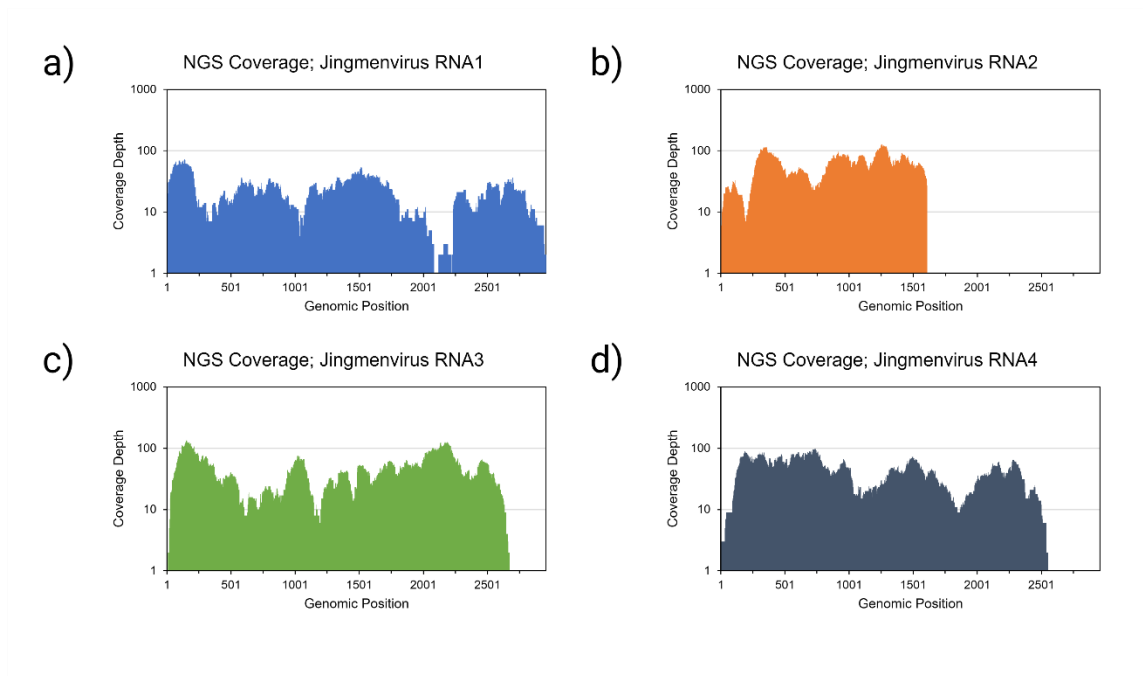 a)
NGS Coverage; Jingmenvirus RNA1
1000
100
10
1
Coverage Depth
1 501 1001 1501 2001 2501
Genomic Position
b)
NGS Coverage; Jingmenvirus RNA2
1000
100
10
1
Coverage Depth
1 501 1001 1501 2001 2501
Genomic Position
c)
NGS Coverage; Jingmenvirus RNA3
1000
100
10
1
Coverage Depth
1 501 1001 1501 2001 2501
Genomic Position
d)
NGS Coverage; Jingmenvirus RNA4
1000
100
10
1
Coverage Depth
1 501 1001 1501 2001 2501
Genomic Position